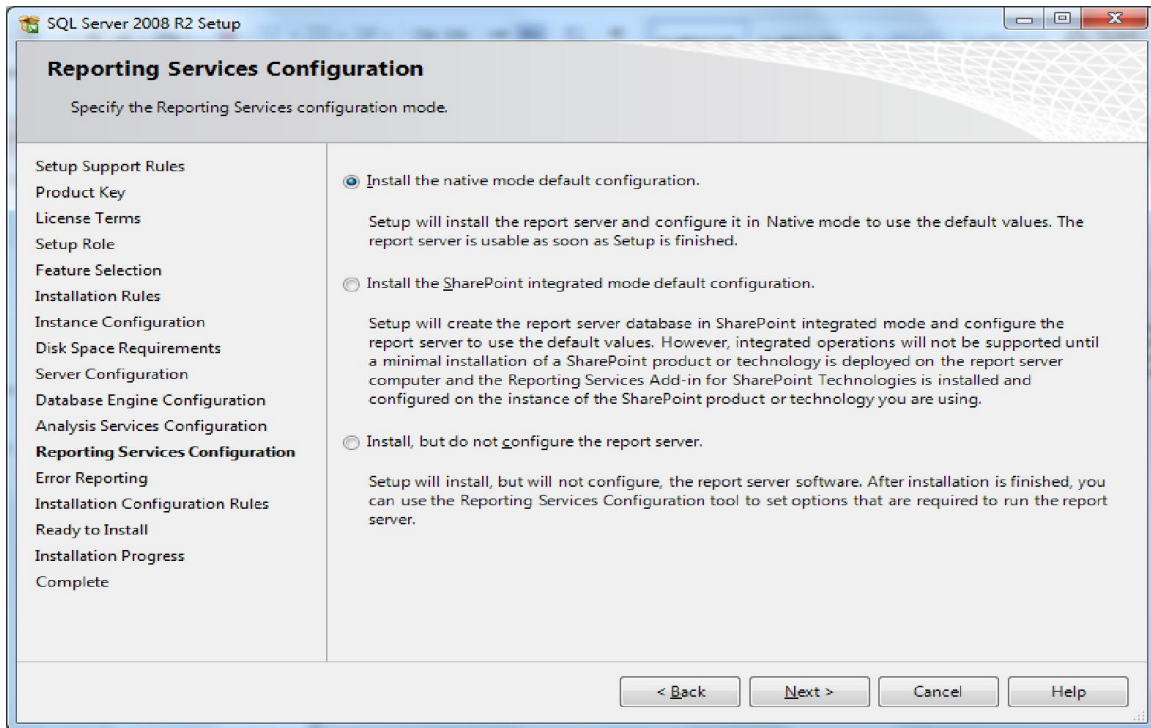 SQL Server 2008 R2 Setup
Reporting Services Configuration
Specify the Reporting Services configuration mode.
Setup Support Rules
Product Key
License Terms
Setup Role
Feature Selection
Installation Rules
Instance Configuration
Disk Space Requirements
Server Configuration
Database Engine Configuration
Analysis Services Configuration
Reporting Services Configuration
Error Reporting
Installation Configuration Rules
Ready to Install
Installation Progress
Complete
Install the native mode default configuration.
Setup will install the report server and configure it in Native mode to use the default values. The
report server is usable as soon as Setup is finished.
Install the SharePoint integrated mode default configuration.
Setup will create the report server database in SharePoint integrated mode and configure the
report server to use the default values. However, integrated operations will not be supported until
a minimal installation of a SharePoint product or technology is deployed on the report server
computer and the Reporting Services Add-in for SharePoint Technologies is installed and
configured on the instance of the SharePoint product or technology you are using.
Install, but do not configure the report server.
Setup will install, but will not configure, the report server software. After installation is finished, you
can use the Reporting Services Configuration tool to set options that are required to run the report
server.
< Back
Next >
Cancel
Help